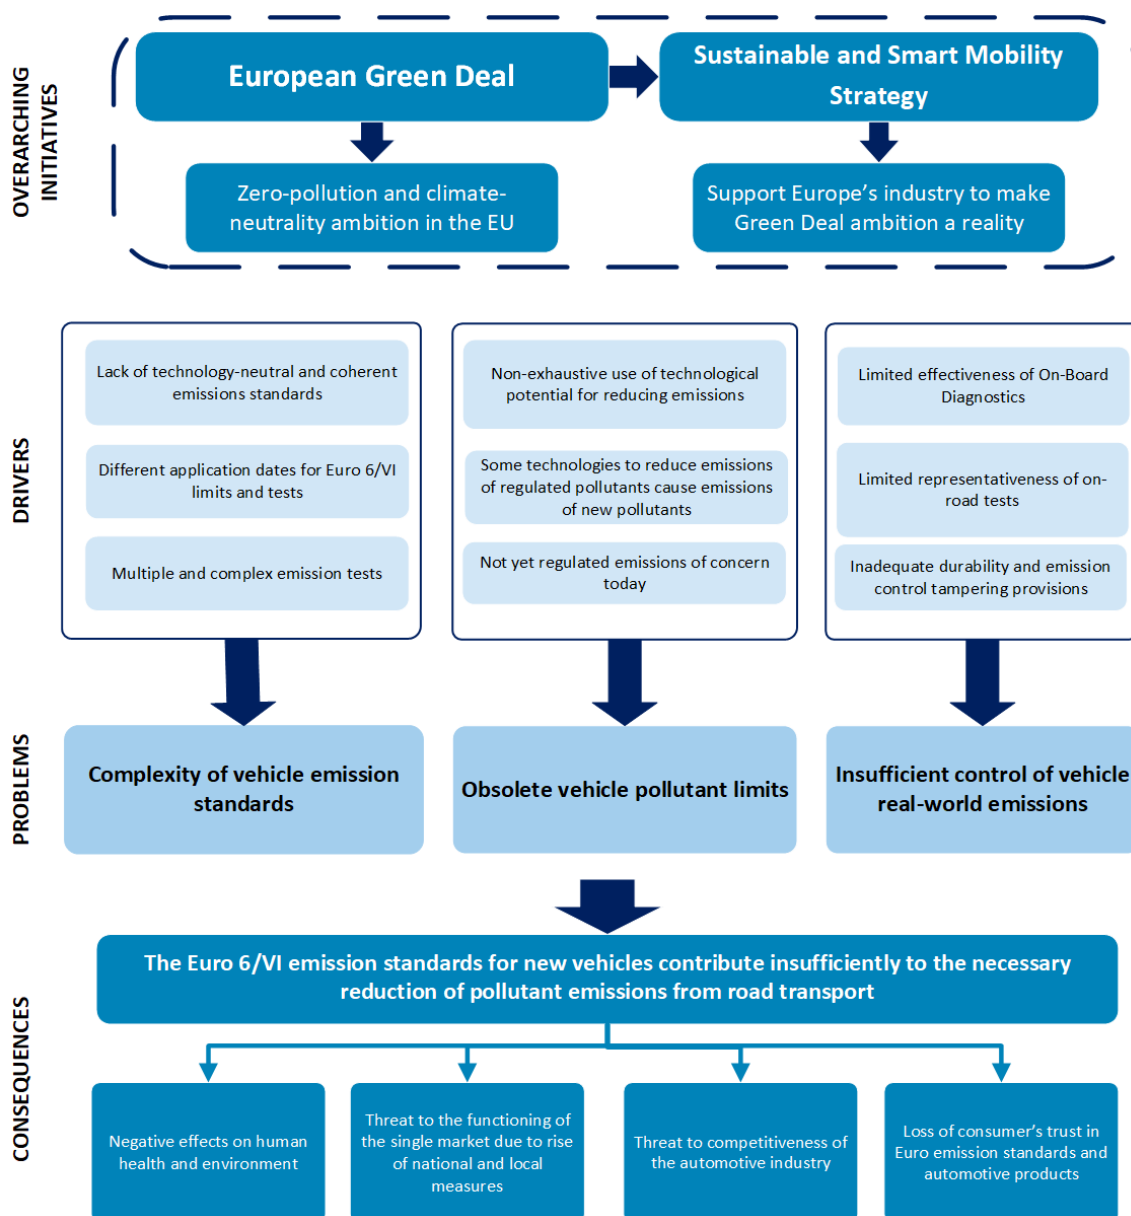 OVERARCHING
INITIATIVES
European Green Deal
Sustainable and Smart Mobility
Strategy
Zero-pollution and climate-
neutrality ambition in the EU
Support Europe's industry to make
Green Deal ambition a reality
DRIVERS
Lack of technology-neutral and coherent
emissions standards
Different application dates for Euro 6/VI
limits and tests
Multiple and complex emission tests
Non-exhaustive use of technological
potential for reducing emissions
Some technologies to reduce emissions
of regulated pollutants cause emissions
of new pollutants
Not yet regulated emissions of concern
today
Limited effectiveness of On-Board
Diagnostics
Limited representativeness of on-
road tests
Inadequate durability and emission
control tampering provisions
PROBLEMS
Complexity of vehicle emission
standards
Obsolete vehicle pollutant limits
Insufficient control of vehicle
real-world emissions
CONSEQUENCES
The Euro 6/VI emission standards for new vehicles contribute insufficiently to the necessary
reduction of pollutant emissions from road transport
Negative effects on human
health and environment
Threat to the functioning of
the single market due to rise
of national and local
measures
Threat to competitiveness of
the automotive industry
Loss of consumer's trust in
Euro emission standards and
automotive products